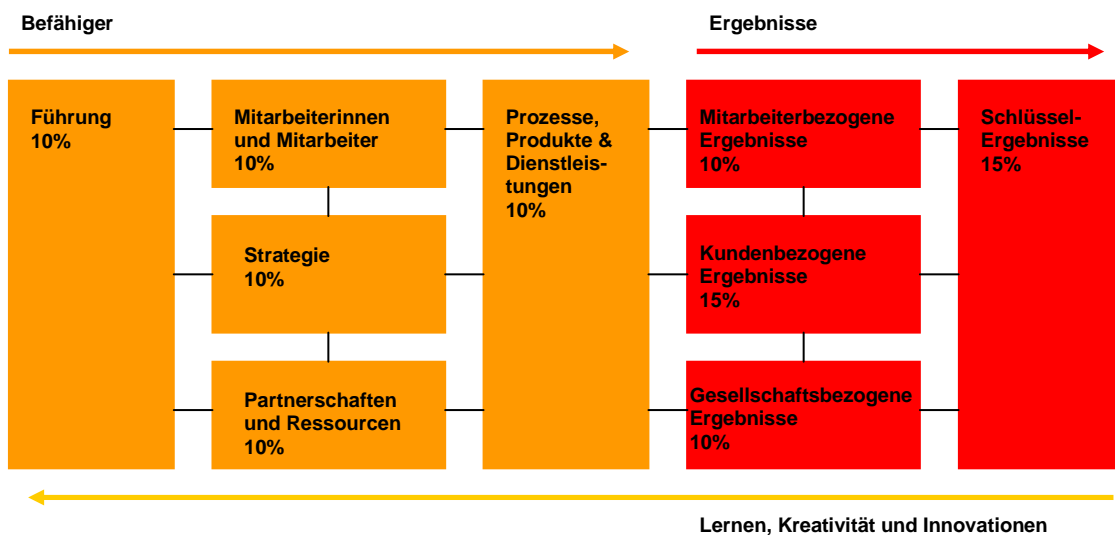 Befähiger
Ergebnisse
Führung
10%
Mitarbeiterinnen
und Mitarbeiter
10%
Prozesse,
Produkte &
Dienstleis-
tungen
10%
Mitarbeiterbezogene
Ergebnisse
10%
Schlüssel-
Ergebnisse
15%
Strategie
10%
Kundenbezogene
Ergebnisse
15%
Partnerschaften
und Ressourcen
10%
Gesellschaftsbezogene
Ergebnisse
10%
Lernen, Kreativität und Innovationen